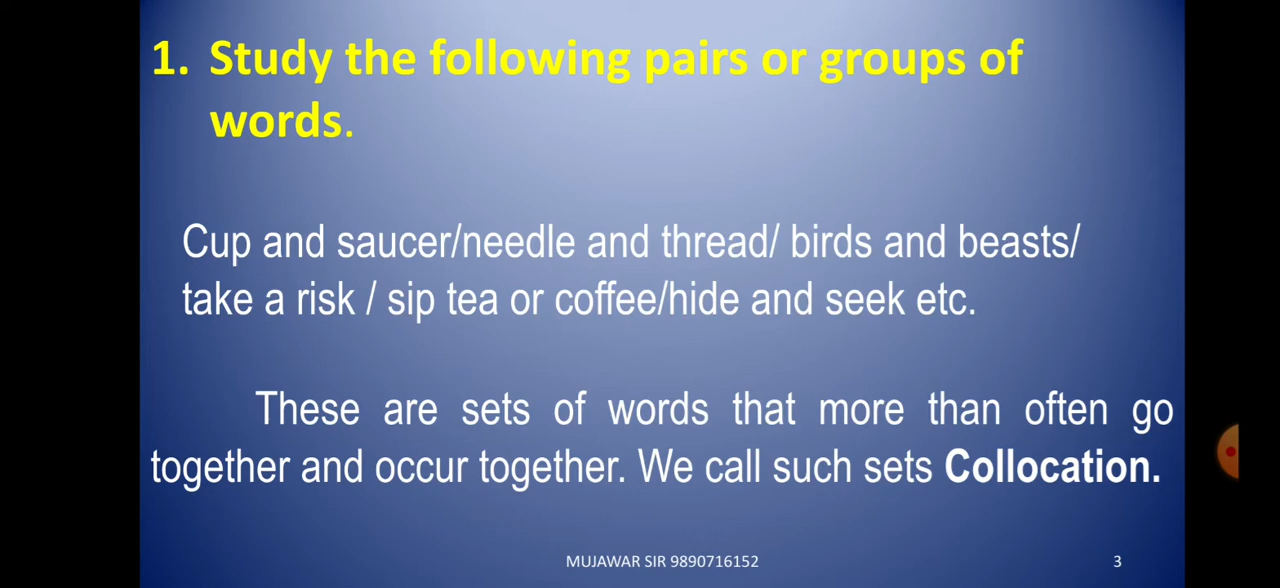 1. Study the following pairs or groups of
words.
Cup and saucer/needle and thread/ birds and beasts/
take a risk / sip tea or coffee/hide and seek etc.
These are sets of words that more than often go
together and occur together. We call such sets Collocation.
MUJAWAR SIR 9890716152
3